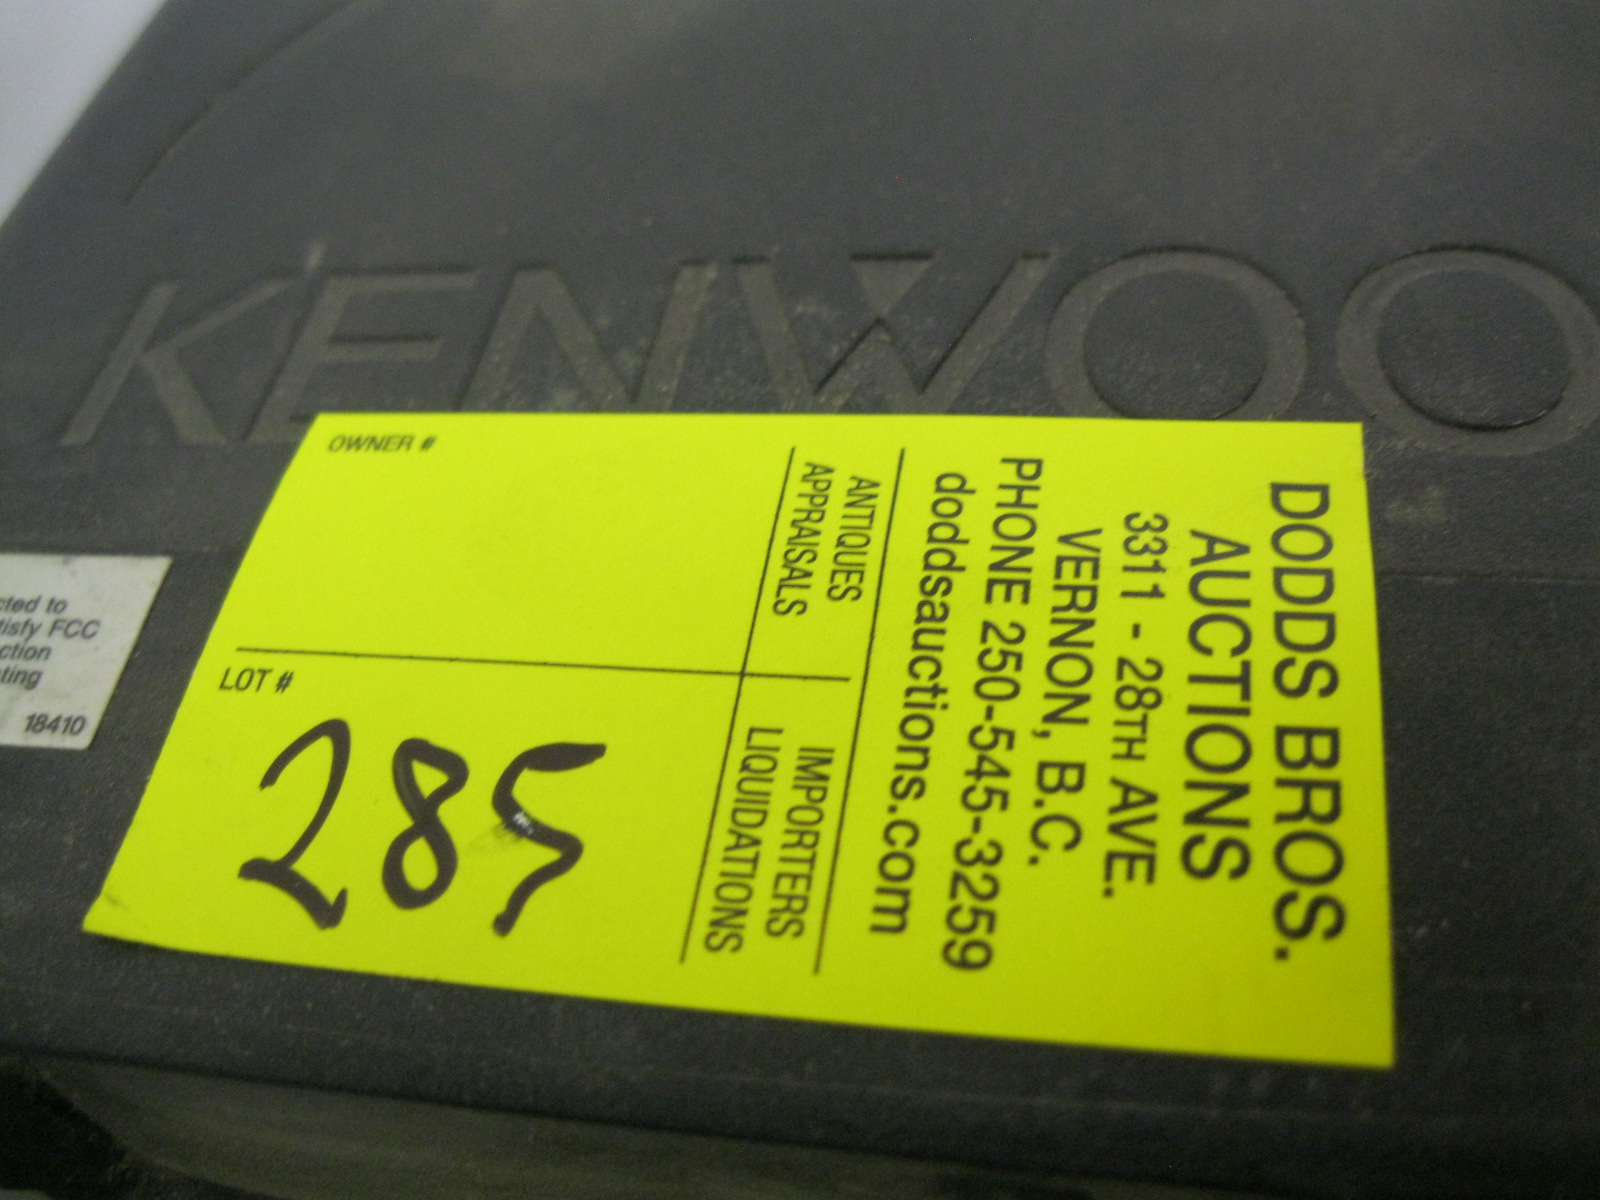 KENWOO
OWNER #
LOT #
285
ANTIQUES
APPRAISALS
IMPORTERS
LIQUIDATIONS
DODDS BROS.
AUCTIONS
3311 - 28TH AVE.
VERNON, B.C.
PHONE 250-545-3259
doddsauctions.com
cted to
tisfy FCC
ction
ting
18410